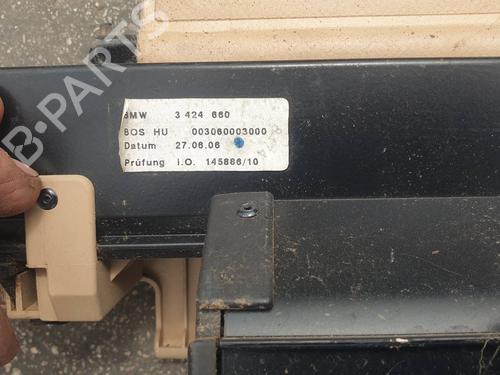 BMW 3 424 660
BOS HU 003060003000
Datum 27.06.06
Prüfung i.O. 145886/10
B-PARTS